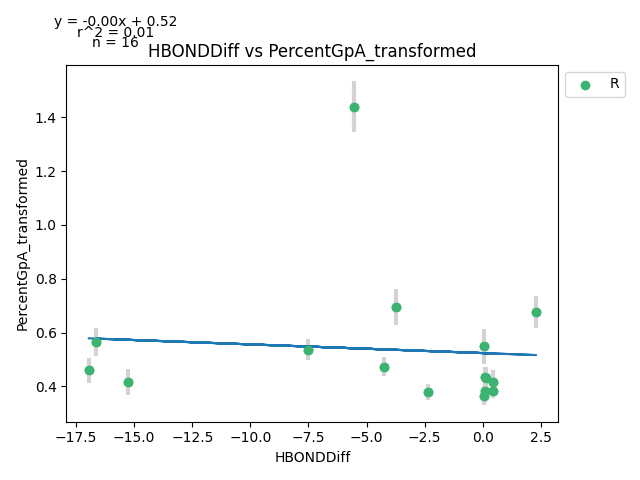 y = -0.00x + 0.52
r^2 = 0.01
n = 16
HBONDDiff vs PercentGpA_transformed
R
PercentGpA_transformed
1.4
1.2
1.0
0.8
0.6
0.4
−17.5 −15.0 −12.5 −10.0 −7.5 −5.0 −2.5 0.0 2.5
HBONDDiff